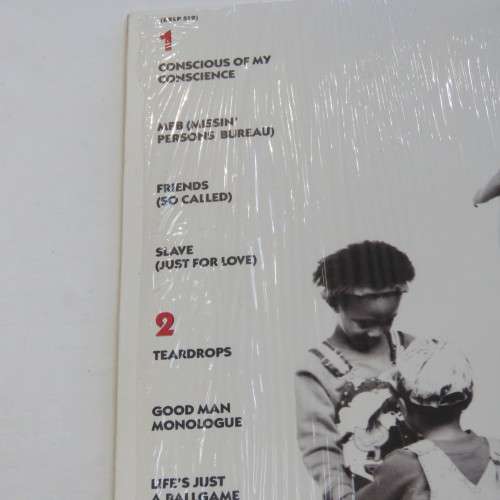 1
CONSCIOUS OF MY
CONSCIENCE
MPB (MISSIN'
PERSONS BUREAU)
FRIENDS
(SO CALLED)
SLAVE
(JUST FOR LOVE)
2
TEARDROPS
GOOD MAN
MONOLOGUE
LIFE'S JUST
A BALLGAME